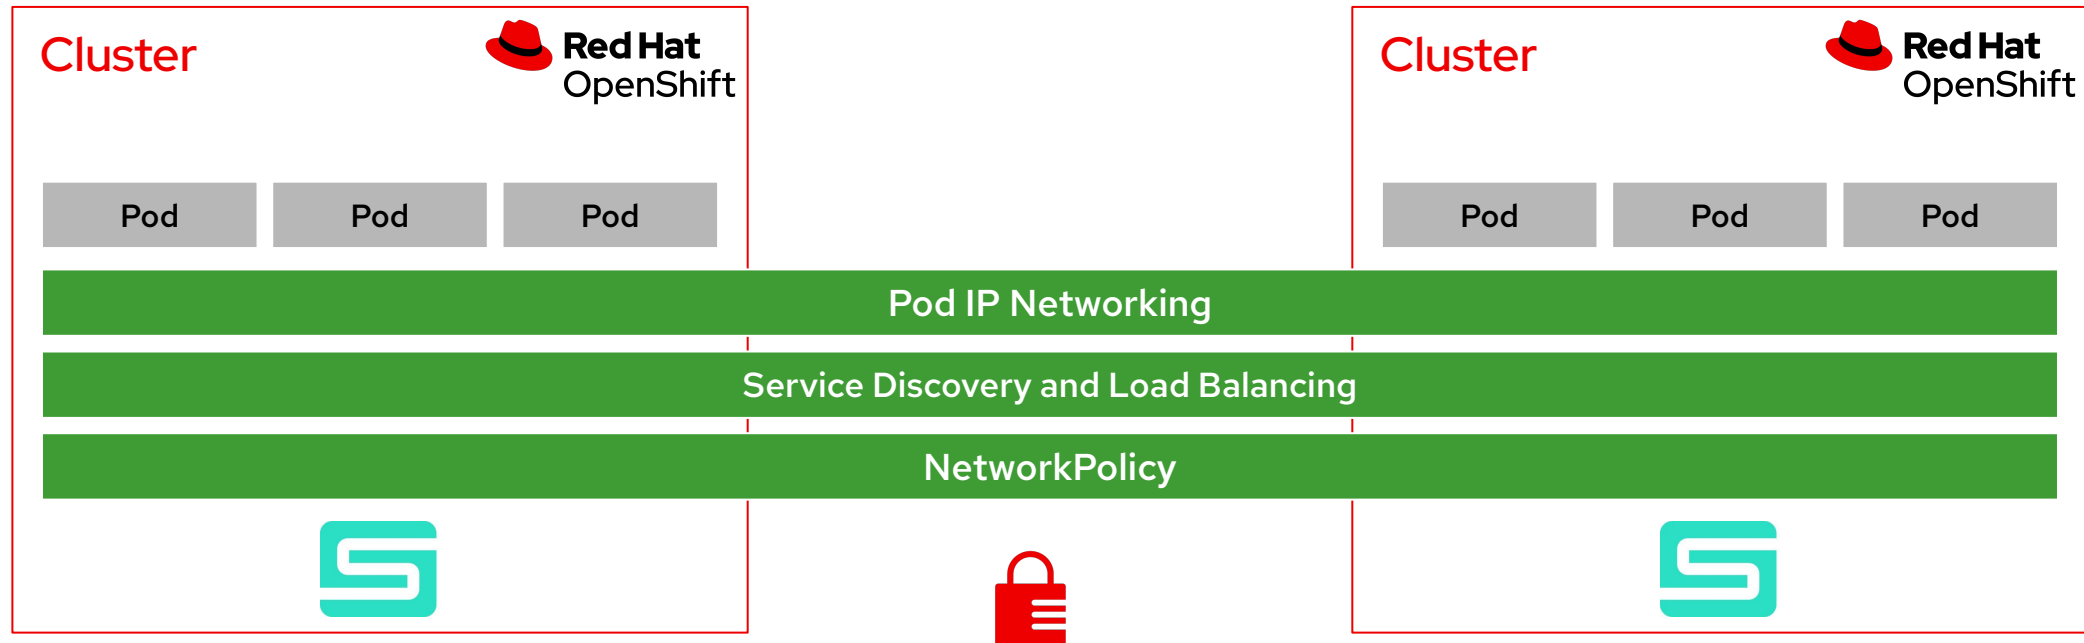 Cluster
Red Hat
OpenShift
Cluster
Red Hat
OpenShift
Pod Pod Pod
Pod Pod Pod
Pod IP Networking
Service Discovery and Load Balancing
NetworkPolicy